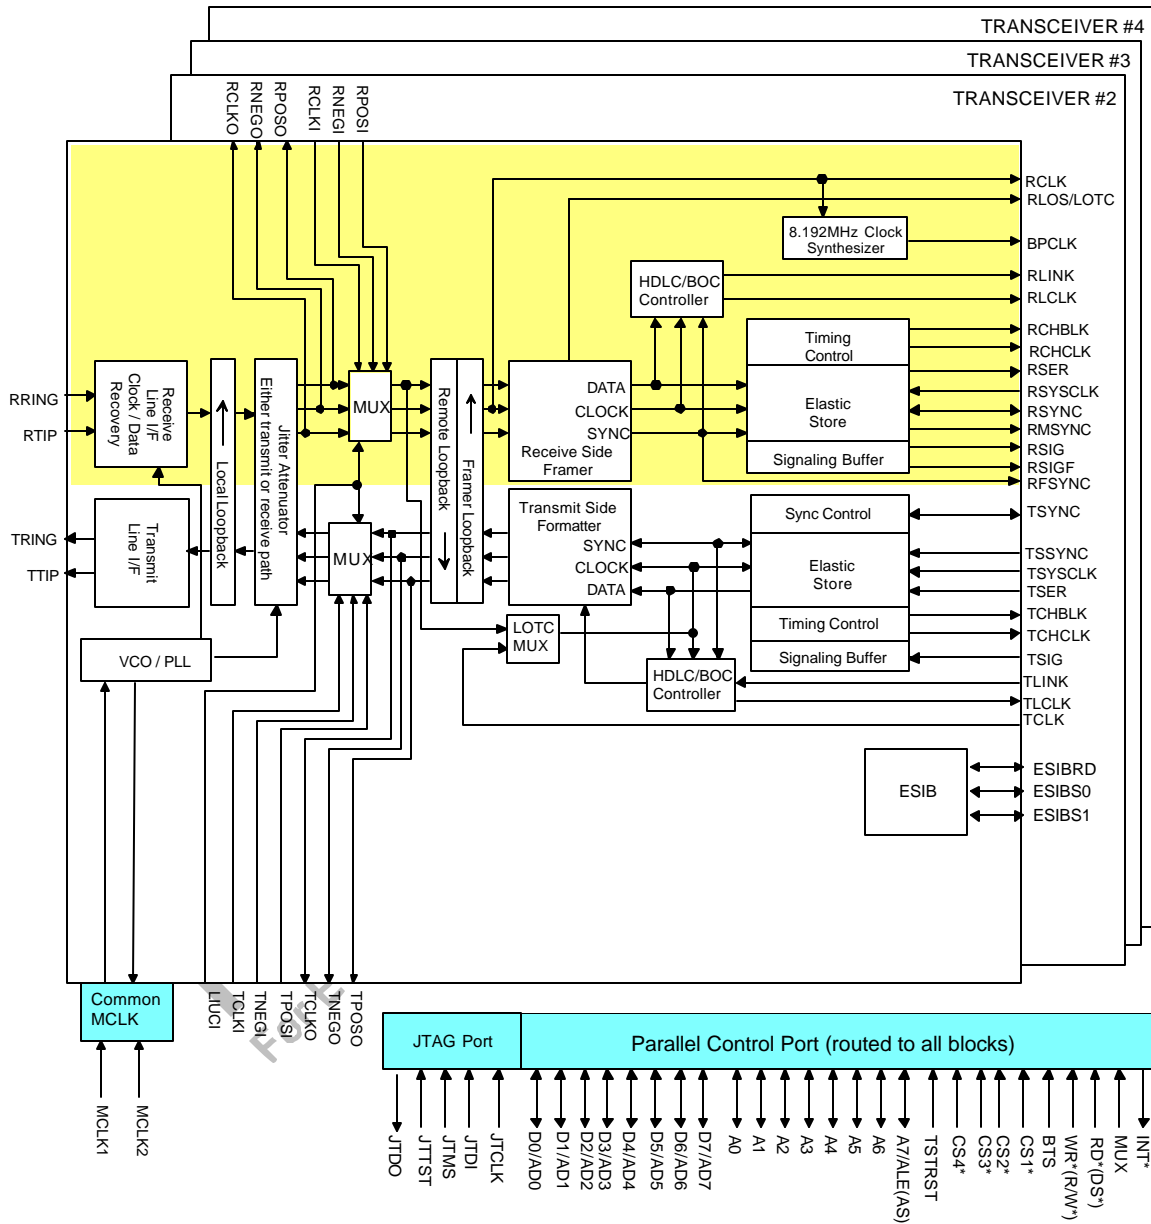 TRANSCEIVER #4
TRANSCEIVER #3
TRANSCEIVER #2
RCLKO
RNEGO
RPOSO
RCLKI
RNEGI
RPOSI
RCLK
RLOS/LOTC
8.192MHz Clock
Synthesizer
BPCLK
HDLC/BOC
Controller
RLINK
RLCLK
Timing
Control
RCHBLK
RCHCLK
RSER
Elastic
Store
RSYSCLK
RSYNC
RMSYNC
Signaling Buffer
RSIG
RSIGF
RFSYNC
RRING
RTIP
Receive
Line I/F
Clock / Data
Recovery
Local Loopback
Jitter Attenuator
Either transmit or receive path
MUX
Remote Loopback
Framer Loopback
DATA
CLOCK
SYNC
Receive Side
Framer
TRING
TTIP
Transmit
Line I/F
MUX
Transmit Side
Formatter
SYNC
CLOCK
DATA
Sync Control
TSYNC
Elastic
Store
TSSYNC
TSYSCLK
TSER
Timing Control
TCHBLK
TCHCLK
Signaling Buffer
TSIG
LOTC
MUX
VCO / PLL
HDLC/BOC
Controller
TLINK
TLCLK
TCLK
ESIB
ESIBRD
ESIBS0
ESIBS1
Common
MCLK
MCLK1
MCLK2
LIUCI
TCLKI
TNEGI
TPOSI
TCLKO
TNEGO
TPOSO
JTAG Port
Parallel Control Port (routed to all blocks)
JTDO
JTTST
JTMS
JTDI
JTCLK
D0/AD0
D1/AD1
D2/AD2
D3/AD3
D4/AD4
D5/AD5
D6/AD6
D7/AD7
A0
A1
A2
A3
A4
A5
A6
A7/ALE(AS)
TSTRST
CS4*
CS3*
CS2*
CS1*
BTS
WR*(R/W*)
RD*(DS*)
MUX
INT*
For